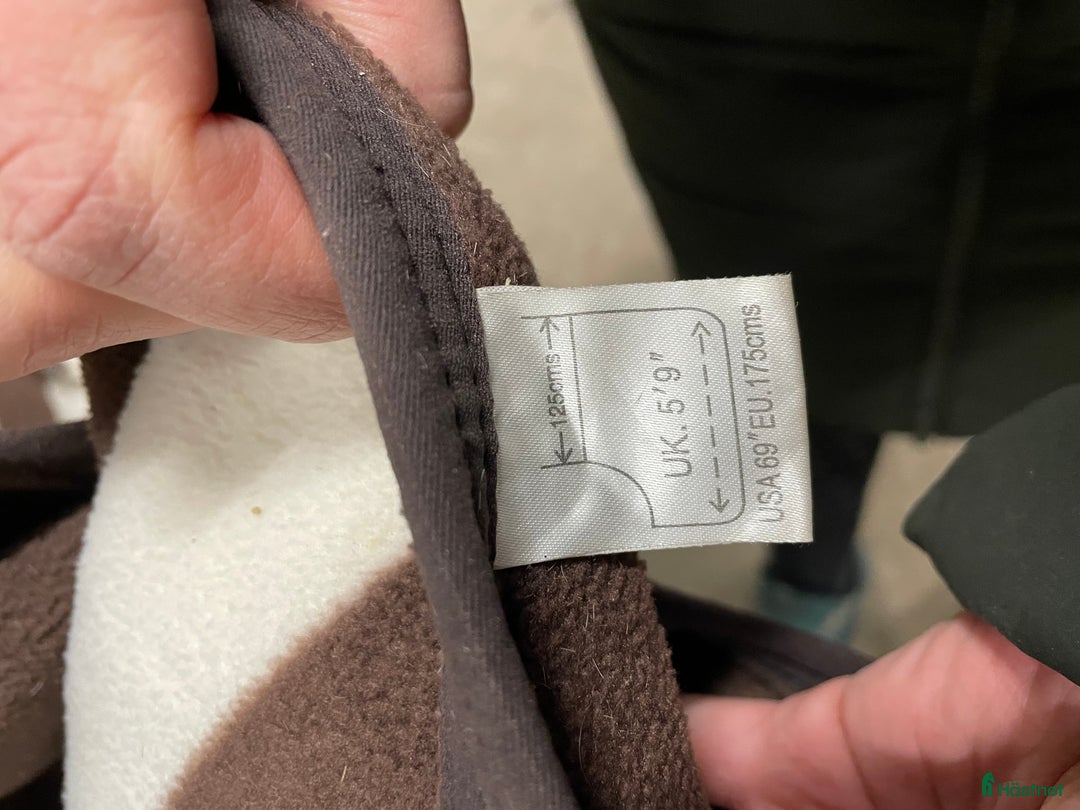 125cms
UK. 5'9"
USA 69" EU. 175cms
Hästnet